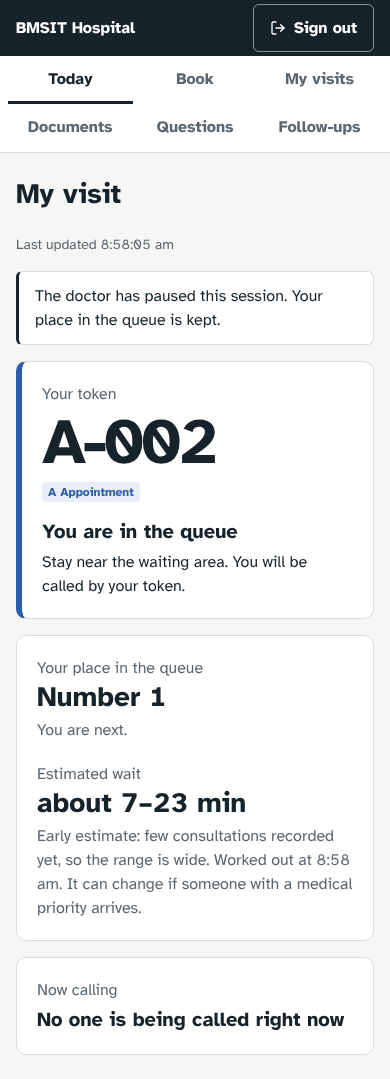 BMSIT Hospital
Sign out
Today
Book
My visits
Documents
Questions
Follow-ups
My visit
Last updated 8:58:05 am
The doctor has paused this session. Your
place in the queue is kept.
Your token
A-002
A Appointment
You are in the queue
Stay near the waiting area. You will be
called by your token.
Your place in the queue
Number 1
You are next.
Estimated wait
about 7–23 min
Early estimate: few consultations recorded
yet, so the range is wide. Worked out at 8:58
am. It can change if someone with a medical
priority arrives.
Now calling
No one is being called right now